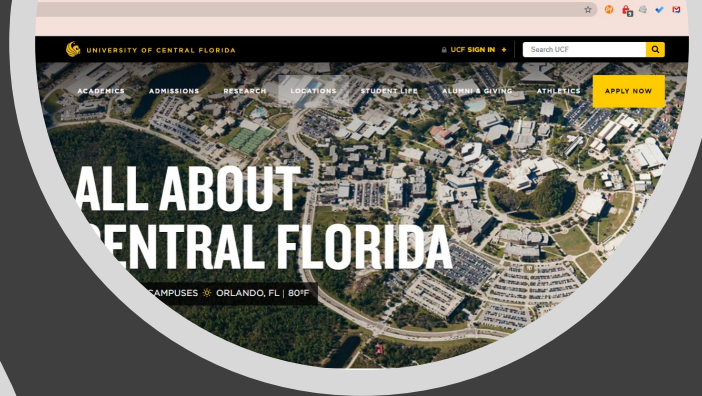 UNIVERSITY OF CENTRAL FLORIDA
UCF SIGN IN +
Search UCF
ACADEMICS ADMISSIONS RESEARCH LOCATIONS STUDENT LIFE ALUMNI & GIVING ATHLETICS APPLY NOW
ALL ABOUT
CENTRAL FLORIDA
CAMPUSES ORLANDO, FL | 80°F